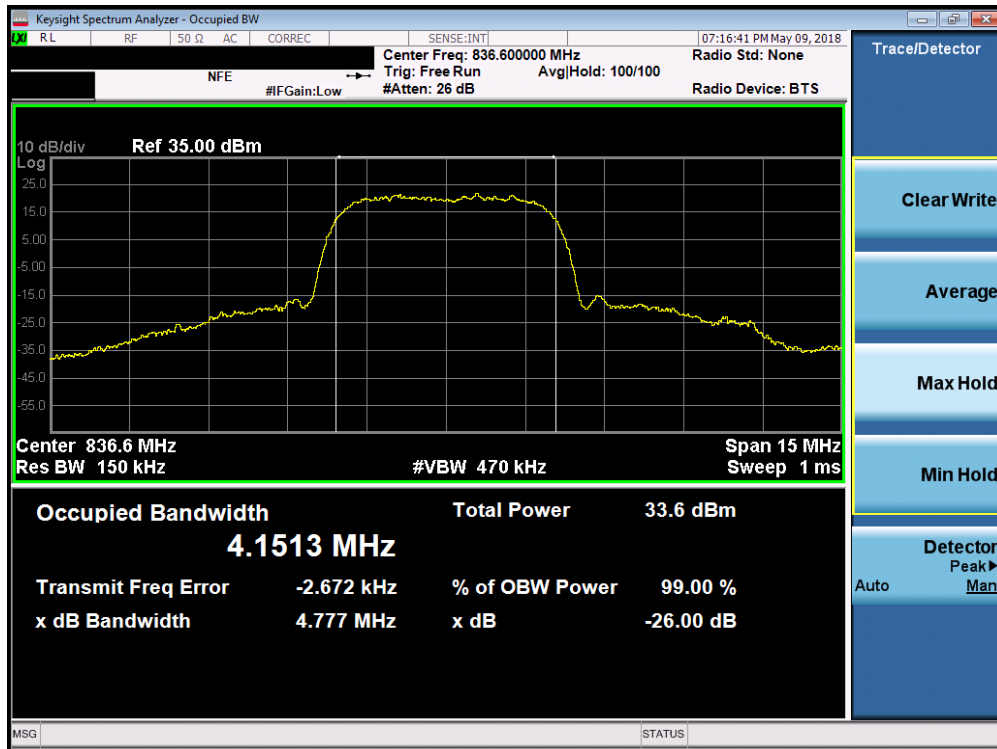 Keysight Spectrum Analyzer - Occupied BW
LXI RL RF 50 Ω AC CORREC SENSE:INT 07:16:41 PM May 09, 2018
Center Freq: 836.600000 MHz Radio Std: None
NFE Trig: Free Run Avg|Hold: 100/100
#IFGain:Low #Atten: 26 dB Radio Device: BTS
Trace/Detector
10 dB/div Ref 35.00 dBm
Log
25.0
15.0
5.00
-5.00
-15.0
-25.0
-35.0
-45.0
-55.0
Center 836.6 MHz Span 15 MHz
Res BW 150 kHz #VBW 470 kHz Sweep 1 ms
Occupied Bandwidth Total Power 33.6 dBm
4.1513 MHz
Transmit Freq Error -2.672 kHz % of OBW Power 99.00 %
x dB Bandwidth 4.777 MHz x dB -26.00 dB
Clear Write
Average
Max Hold
Min Hold
Detector
Peak▶
Auto Man
MSG STATUS